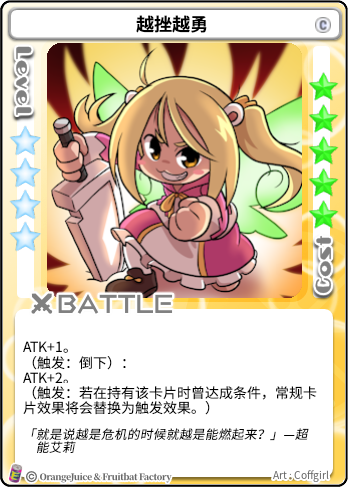 越挫越勇
C
Level
Cost
BATTLE
ATK+1。
（触发：倒下）：
ATK+2。
（触发：若在持有该卡片时曾达成条件，常规卡
片效果将会替换为触发效果。）
「就是说越是危机的时候就越是能燃起来？」—超
能艾莉
© OrangeJuice & Fruitbat Factory
Art:Coffgirl